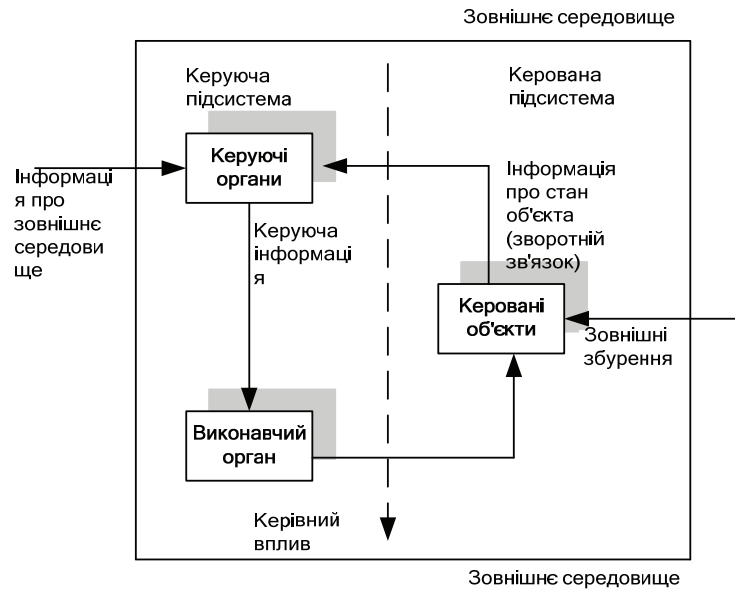 Зовнішнє середовище
Керуюча
підсистема
Керована
підсистема
Керуючі
органи
Інформаці
я про
зовнішнє
середови
ще
Інформація
про стан
об'єкта
(зворотній
зв'язок)
Керуюча
інформаці
я
Керовані
об'єкти
Зовнішні
збурення
Виконавчий
орган
Керівний
вплив
Зовнішнє середовище